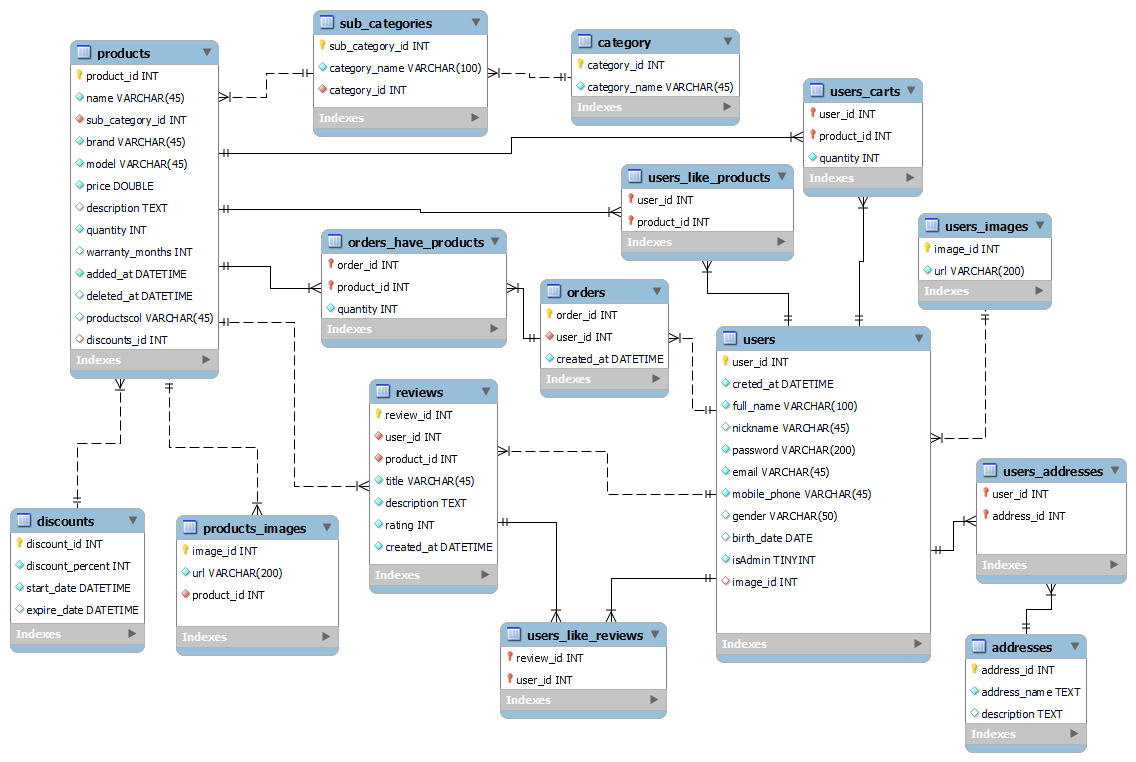 products
product_id INT
name VARCHAR(45)
sub_category_id INT
brand VARCHAR(45)
model VARCHAR(45)
price DOUBLE
description TEXT
quantity INT
warranty_months INT
added_at DATETIME
deleted_at DATETIME
productscol VARCHAR(45)
discounts_id INT
Indexes
sub_categories
sub_category_id INT
category_name VARCHAR(100)
category_id INT
Indexes
category
category_id INT
category_name VARCHAR(45)
Indexes
users_carts
user_id INT
product_id INT
quantity INT
Indexes
users_like_products
user_id INT
product_id INT
Indexes
users_images
image_id INT
url VARCHAR(200)
Indexes
orders_have_products
order_id INT
product_id INT
quantity INT
Indexes
orders
order_id INT
user_id INT
created_at DATETIME
Indexes
users
user_id INT
creted_at DATETIME
full_name VARCHAR(100)
nickname VARCHAR(45)
password VARCHAR(200)
email VARCHAR(45)
mobile_phone VARCHAR(45)
gender VARCHAR(50)
birth_date DATE
isAdmin TINYINT
image_id INT
Indexes
reviews
review_id INT
user_id INT
product_id INT
title VARCHAR(45)
description TEXT
rating INT
created_at DATETIME
Indexes
users_addresses
user_id INT
address_id INT
Indexes
discounts
discount_id INT
discount_percent INT
start_date DATETIME
expire_date DATETIME
Indexes
products_images
image_id INT
url VARCHAR(200)
product_id INT
Indexes
users_like_reviews
review_id INT
user_id INT
Indexes
addresses
address_id INT
address_name TEXT
description TEXT
Indexes